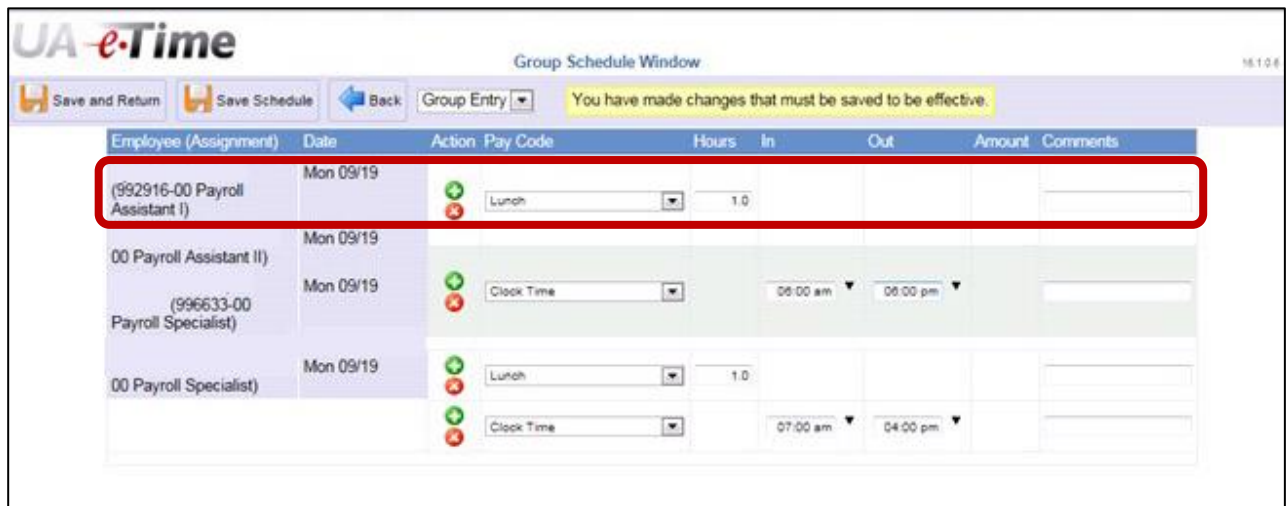 UA e·Time
Group Schedule Window
16.1.0.6
Save and Return Save Schedule Back Group Entry You have made changes that must be saved to be effective.
Employee (Assignment) Date Action Pay Code Hours In Out Amount Comments
Mon 09/19
(992916-00 Payroll
Assistant I)
Lunch 1.0
Mon 09/19
00 Payroll Assistant II)
Mon 09/19
(996633-00
Payroll Specialist)
Clock Time 06:00 am 06:00 pm
Mon 09/19
00 Payroll Specialist)
Lunch 1.0
Clock Time 07:00 am 04:00 pm